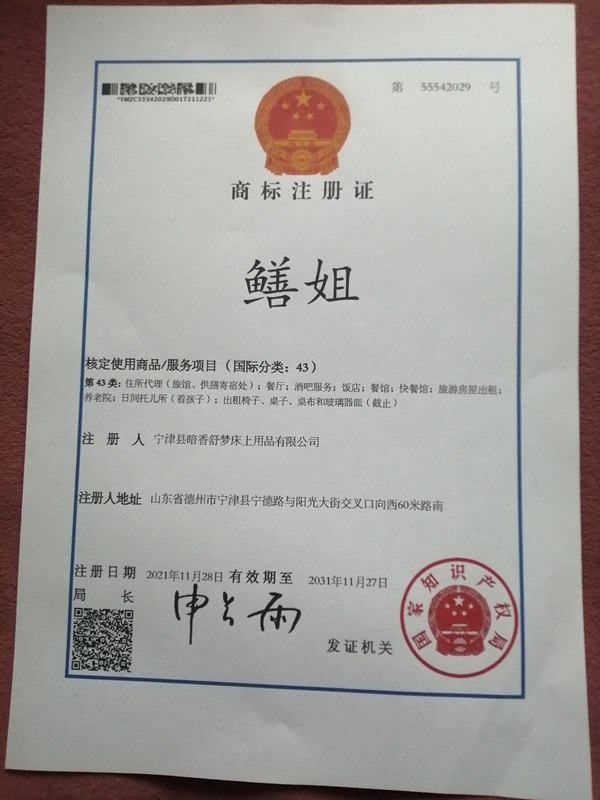 第 55542029 号
*TMZC55542029D01T211221*
商标注册证
鳝姐
核定使用商品/服务项目（国际分类：43）
第43类：住所代理（旅馆、供膳寄宿处）；餐厅；酒吧服务；饭店；餐馆；快餐馆；旅游房屋出租；
养老院；日间托儿所（看孩子）；出租椅子、桌子、桌布和玻璃器皿（截止）
注册人 宁津县暗香舒梦床上用品有限公司
注册人地址 山东省德州市宁津县宁德路与阳光大街交叉口向西60米路南
注册日期 2021年11月28日 有效期至 2031年11月27日
局长 申长雨
发证机关
国家知识产权局